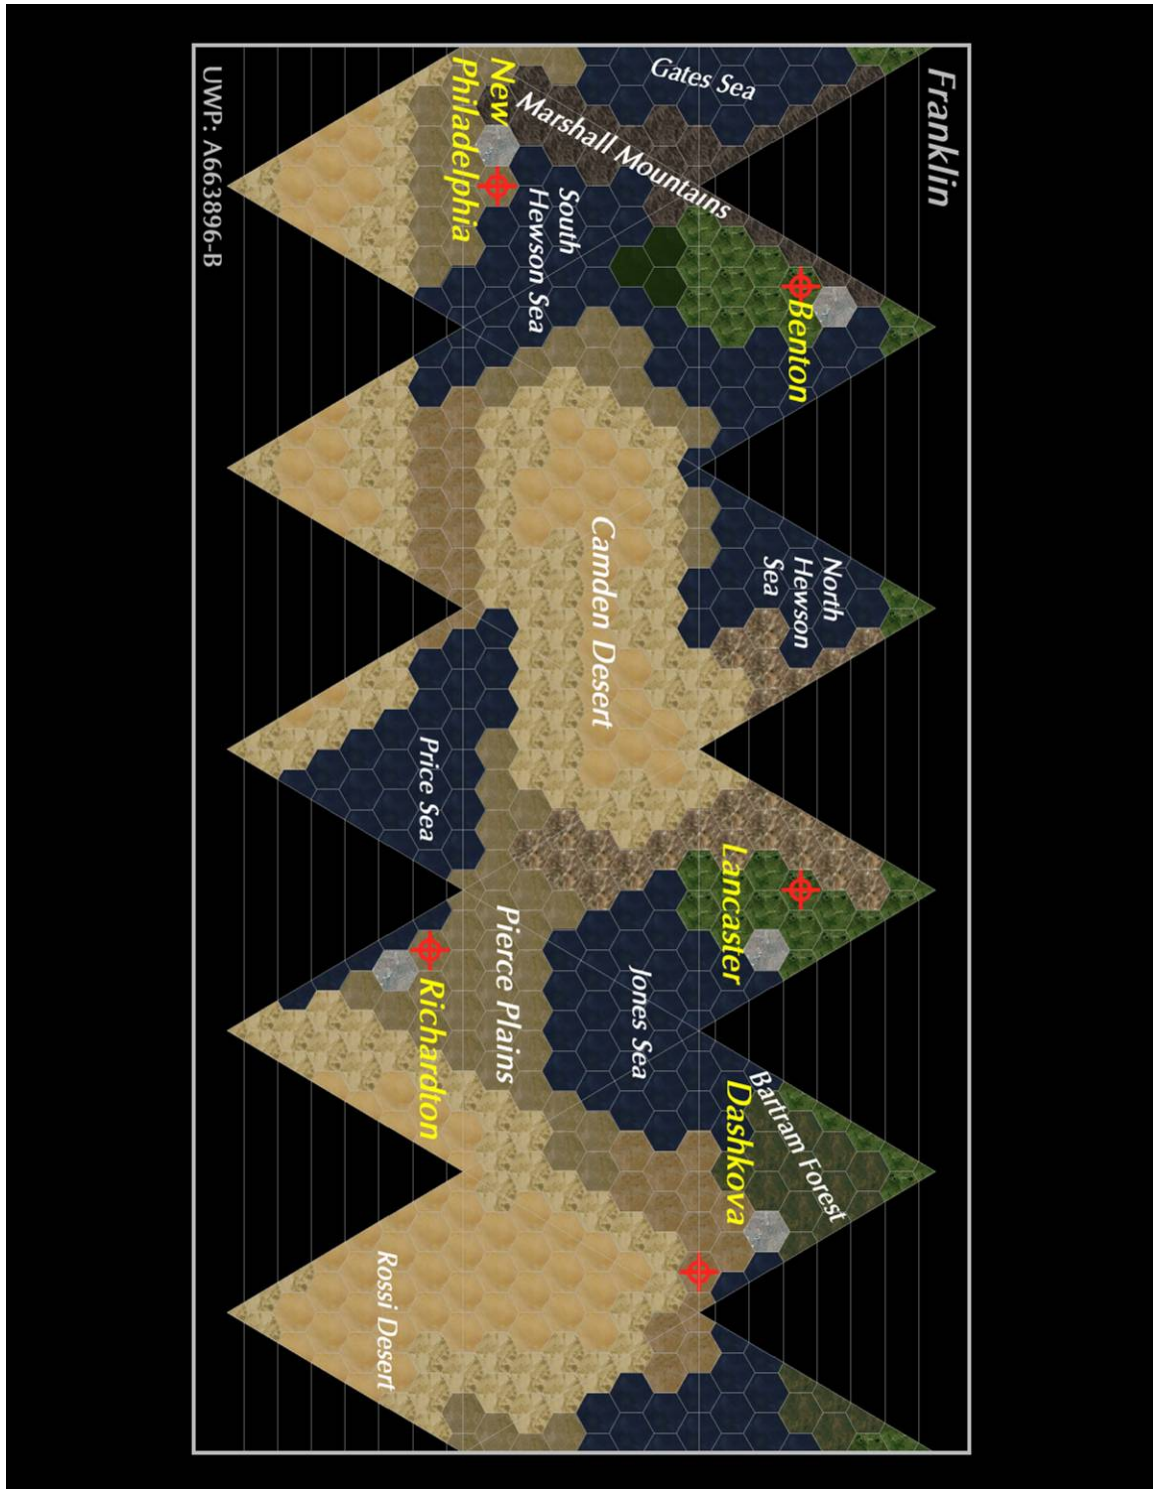 Franklin
Gates Sea
Marshall Mountains
New
Philadelphia
South
Hewson Sea
Benton
North
Hewson
Sea
Camden Desert
Price Sea
Lancaster
Pierce Plains
Jones Sea
Richardton
Bartram Forest
Dashkova
Rossi Desert
UWP: A663896-B